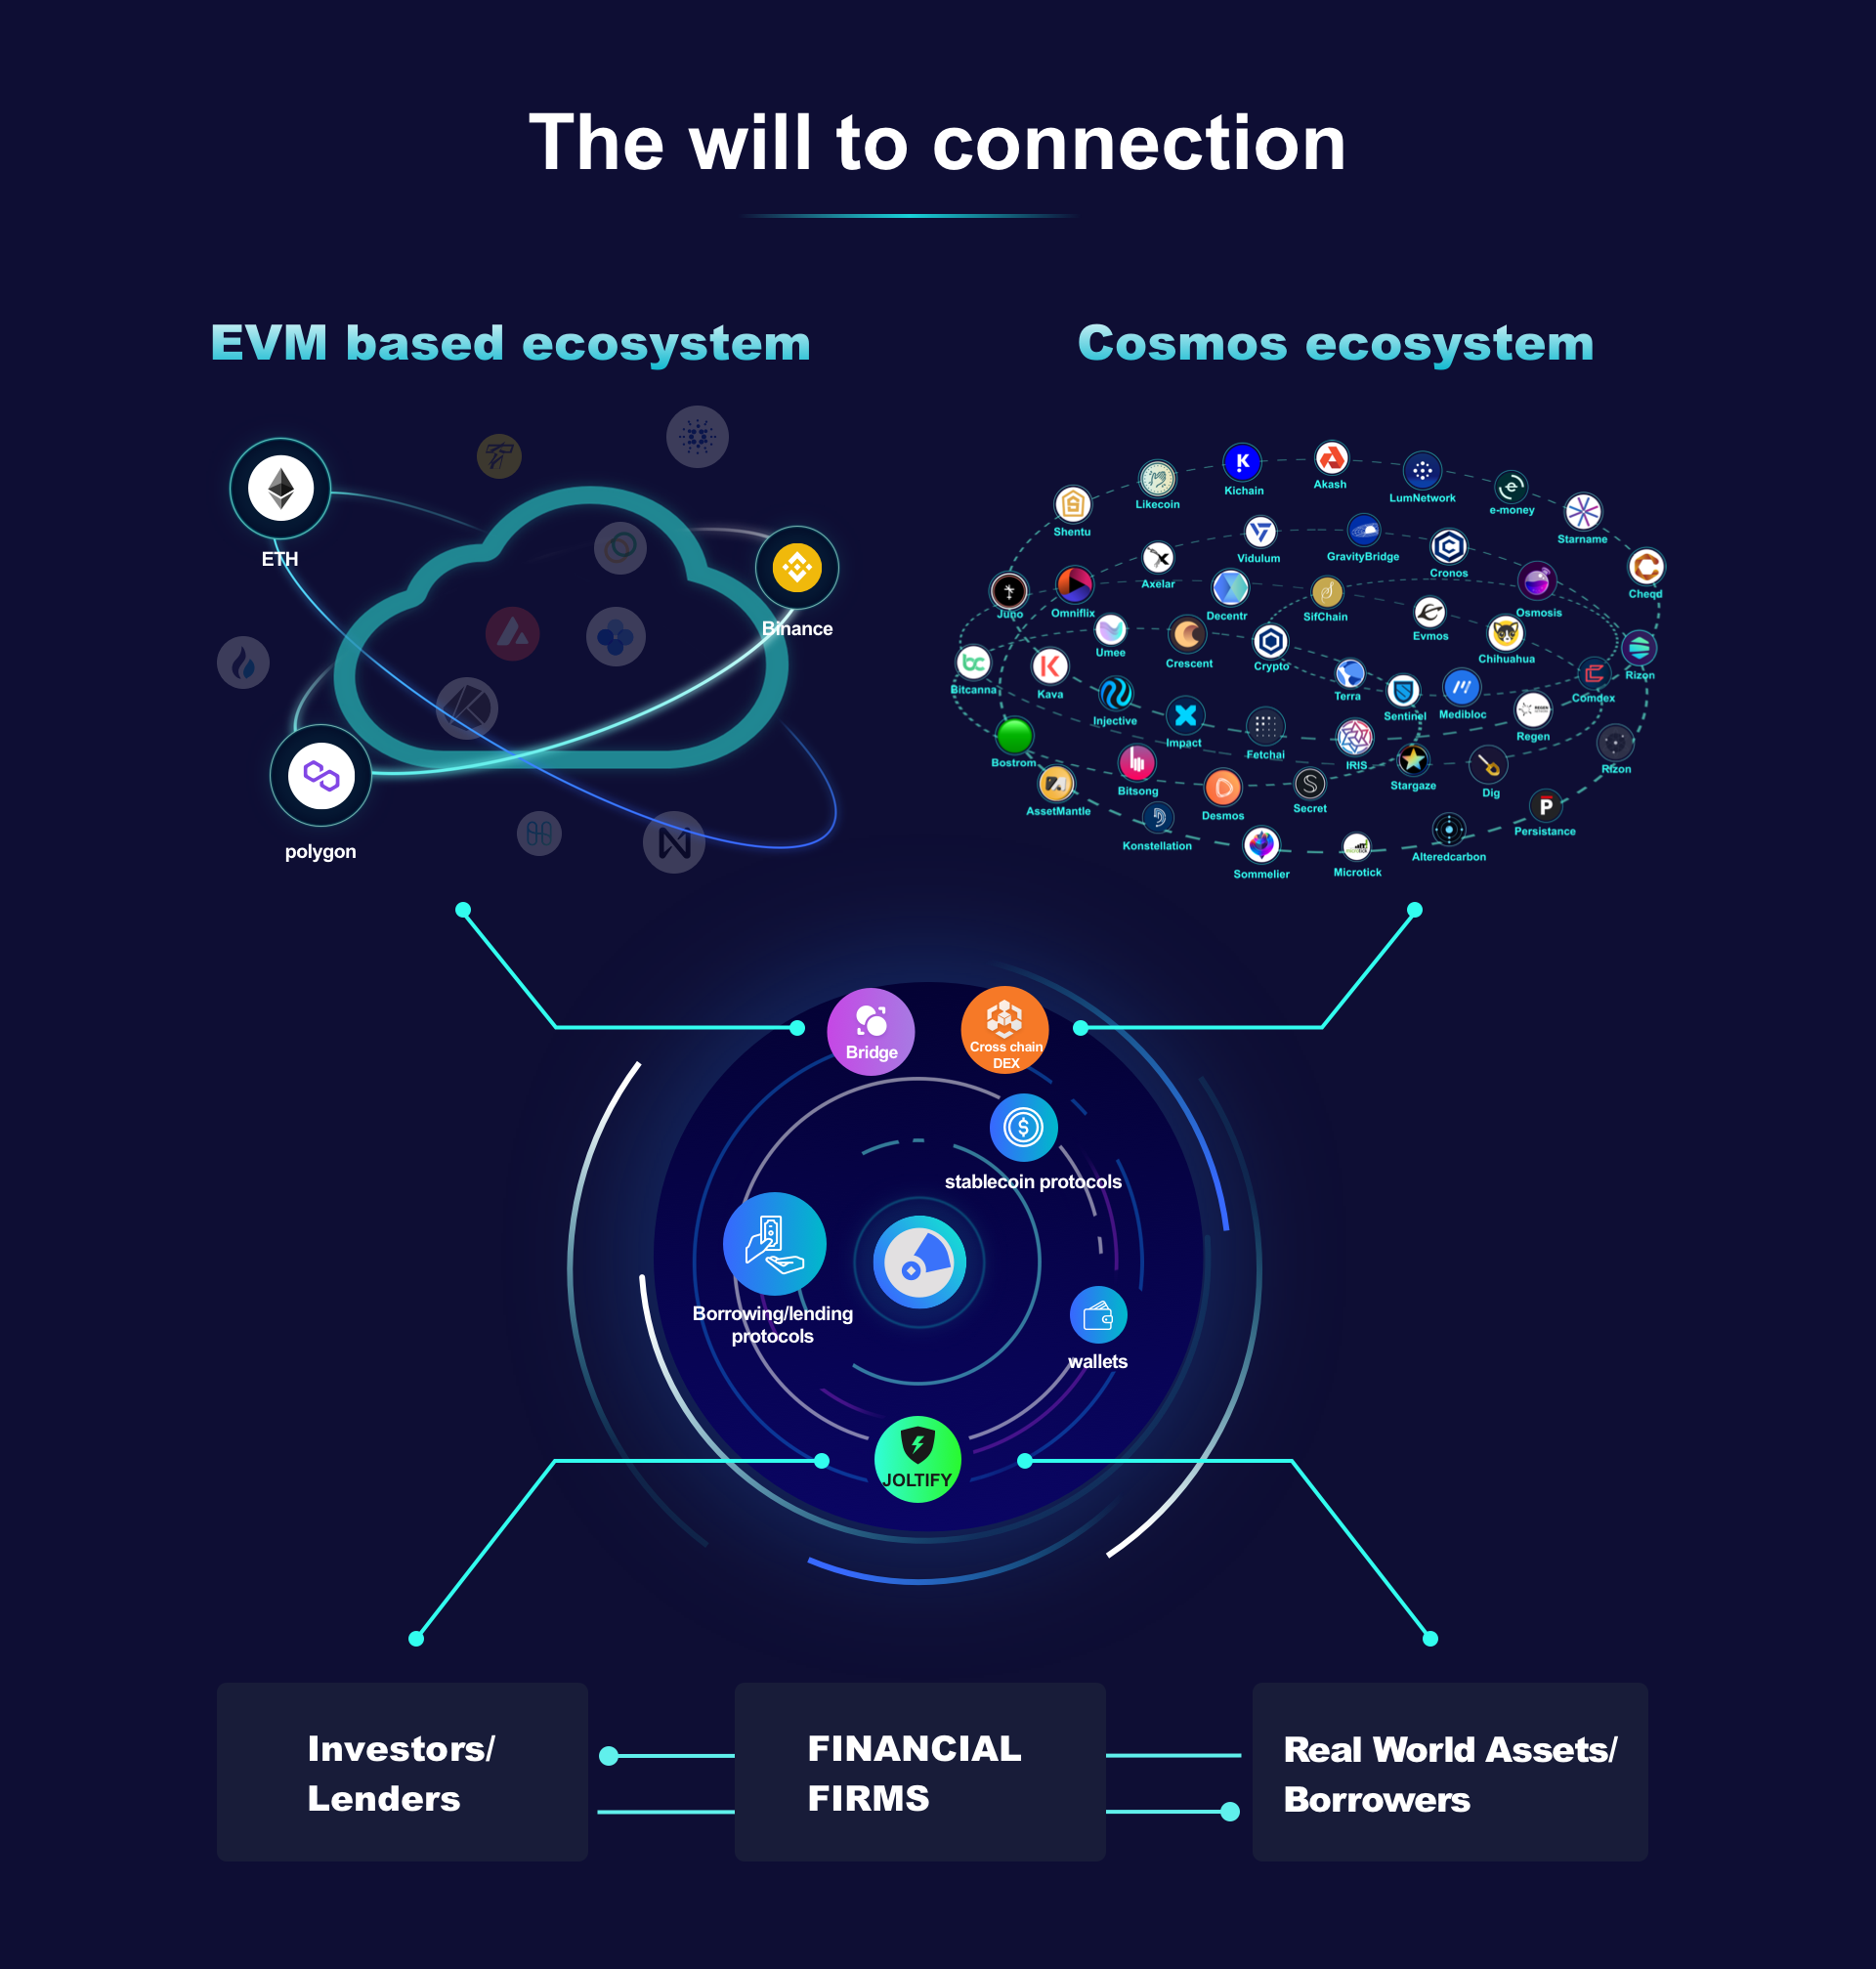 The will to connection
EVM based ecosystem
ETH
Binance
polygon
Cosmos ecosystem
Kichain
Akash
LumNetwork
Likecoin
e-money
Shentu
Starname
Vidulum
GravityBridge
Cronos
Axelar
Cheqd
Juno
Omniflix
Decentr
SifChain
Osmosis
Evmos
Umee
Crescent
Crypto
Chihuahua
Rizon
Bitcanna
Kava
Terra
Comdex
Injective
Sentinel
Medibloc
Impact
Regen
Fetchai
Bostrom
IRIS
Rizon
Bitsong
Stargaze
Dig
AssetMantle
Desmos
Secret
Persistance
Konstellation
Alteredcarbon
Sommelier
Microtick
Bridge
Cross chain
DEX
stablecoin protocols
Borrowing/lending
protocols
wallets
JOLTIFY
Investors/
Lenders
FINANCIAL
FIRMS
Real World Assets/
Borrowers